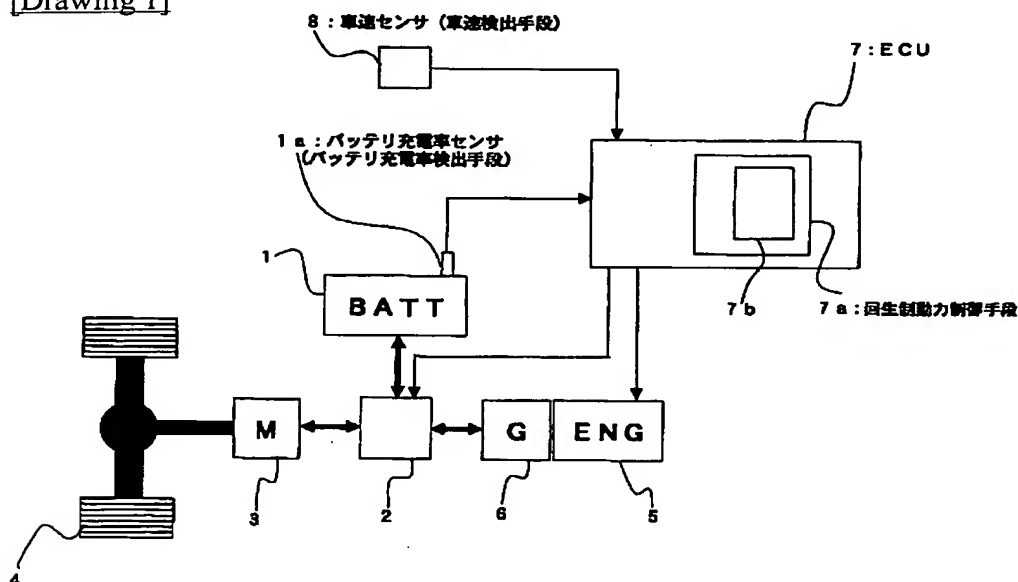 [Drawing 1]
8：車速センサ（車速検出手段）
7：ECU
1a：バッテリ充電率センサ
（バッテリ充電率検出手段）
1
BATT
7b
7a：回生制動力制御手段
M
G
ENG
3
2
6
5
4